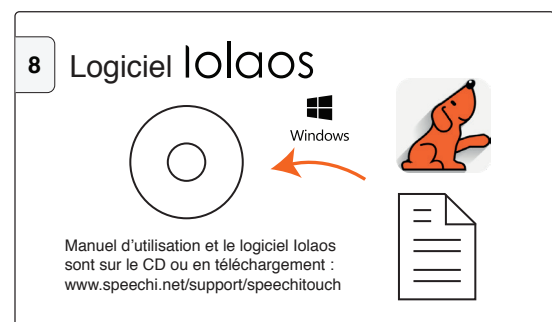 8
Logiciel Iolaos
Windows
Manuel d'utilisation et le logiciel Iolaos
sont sur le CD ou en téléchargement :
www.speechi.net/support/speechitouch